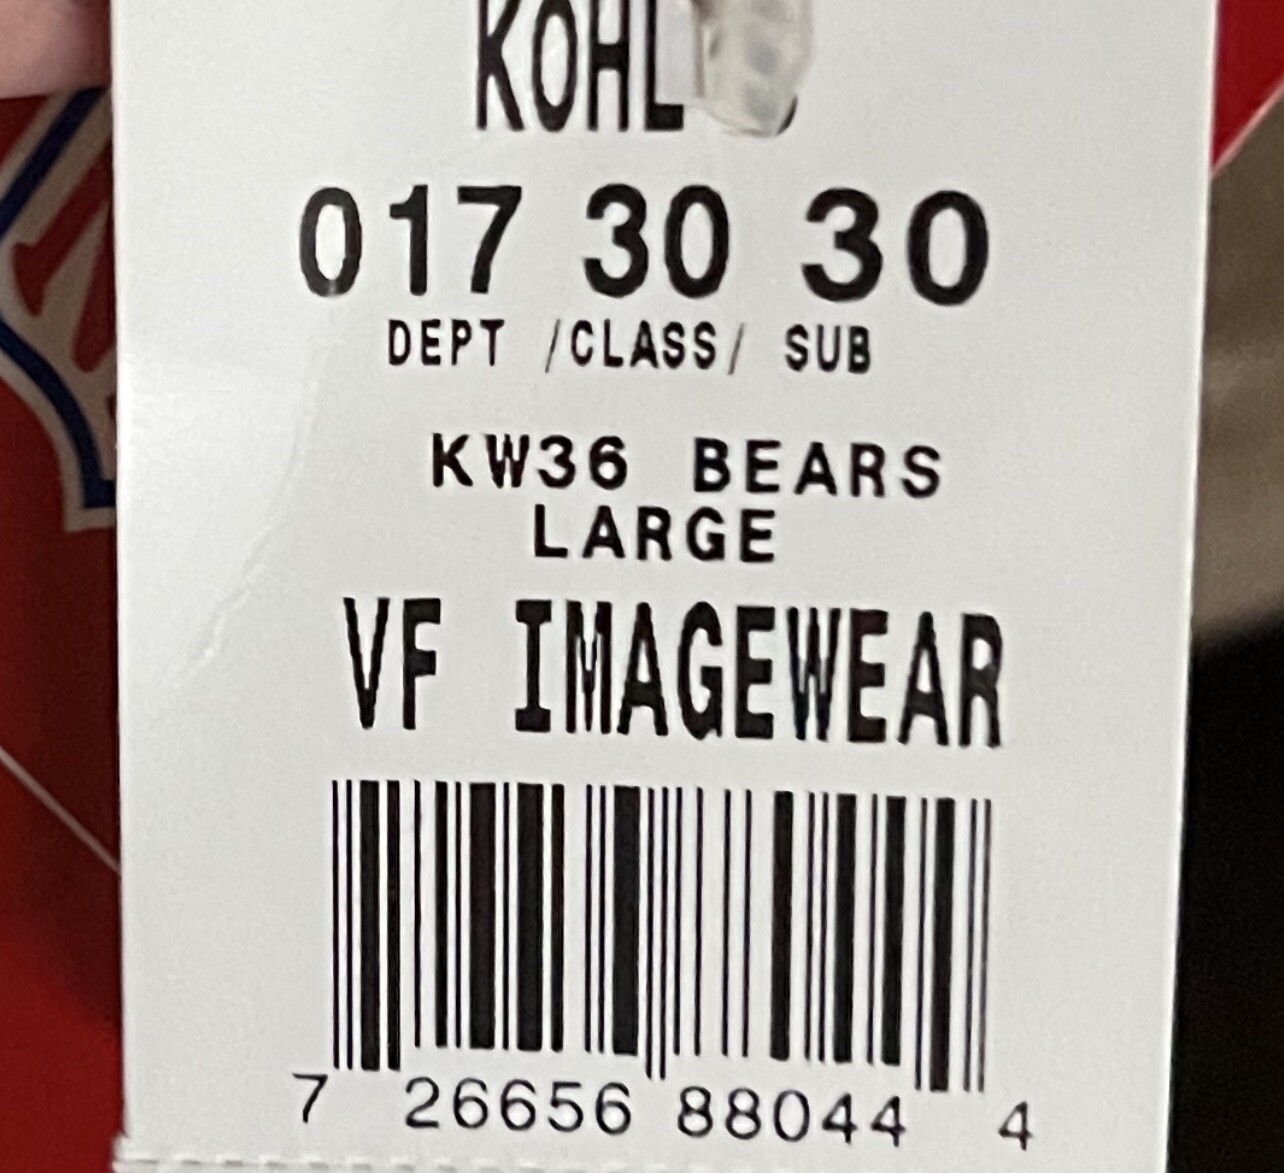 KOHL
017 30 30
DEPT /CLASS/ SUB
KW36 BEARS
LARGE
VF IMAGEWEAR
7 26656 88044 4